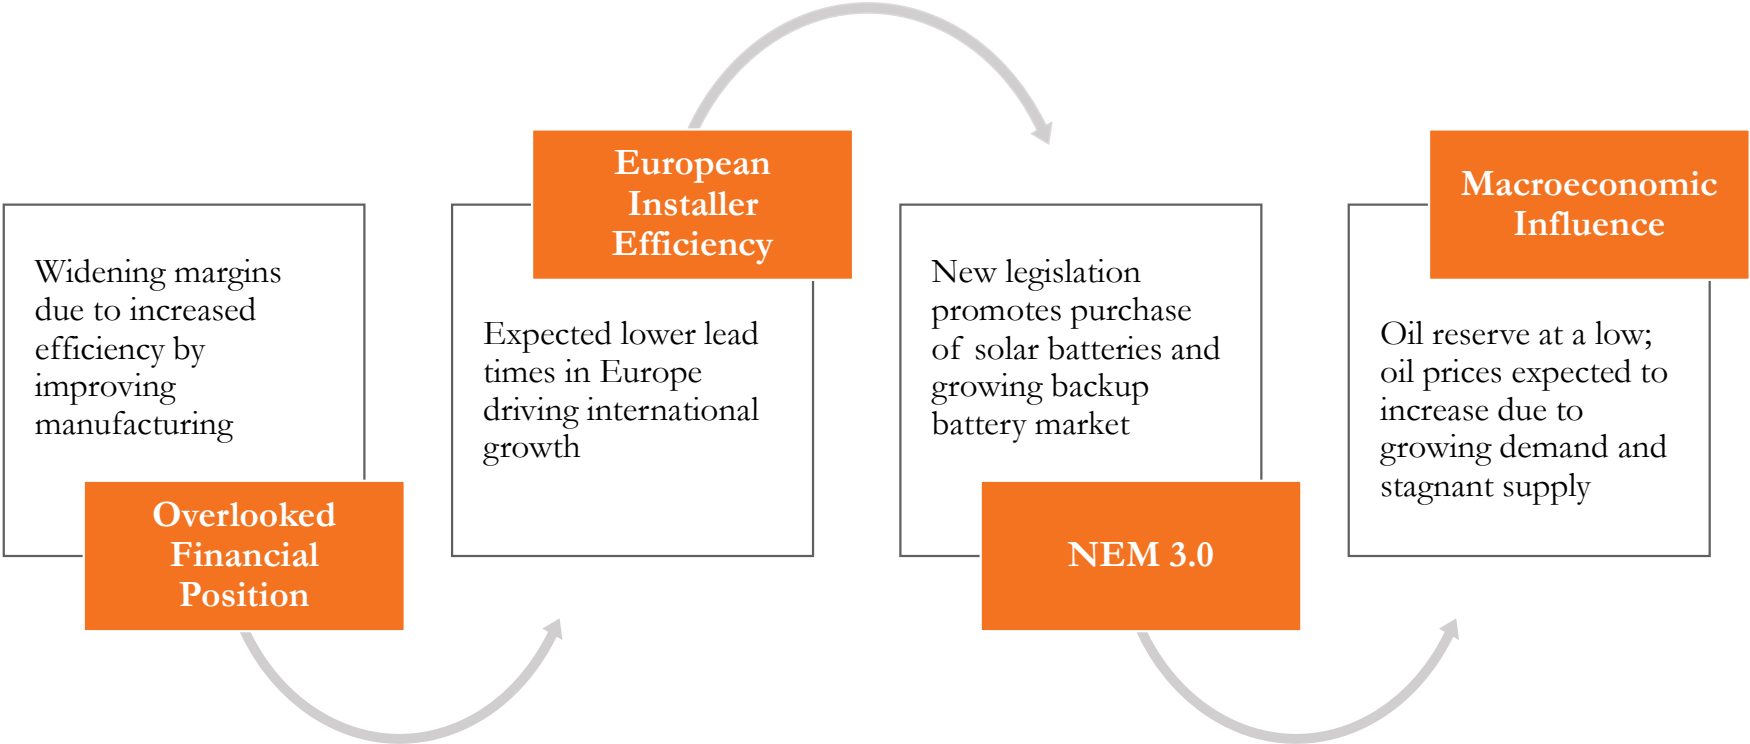 Widening margins
due to increased
efficiency by
improving
manufacturing
Overlooked
Financial
Position
European
Installer
Efficiency
Expected lower lead
times in Europe
driving international
growth
New legislation
promotes purchase
of solar batteries and
growing backup
battery market
NEM 3.0
Macroeconomic
Influence
Oil reserve at a low;
oil prices expected to
increase due to
growing demand and
stagnant supply